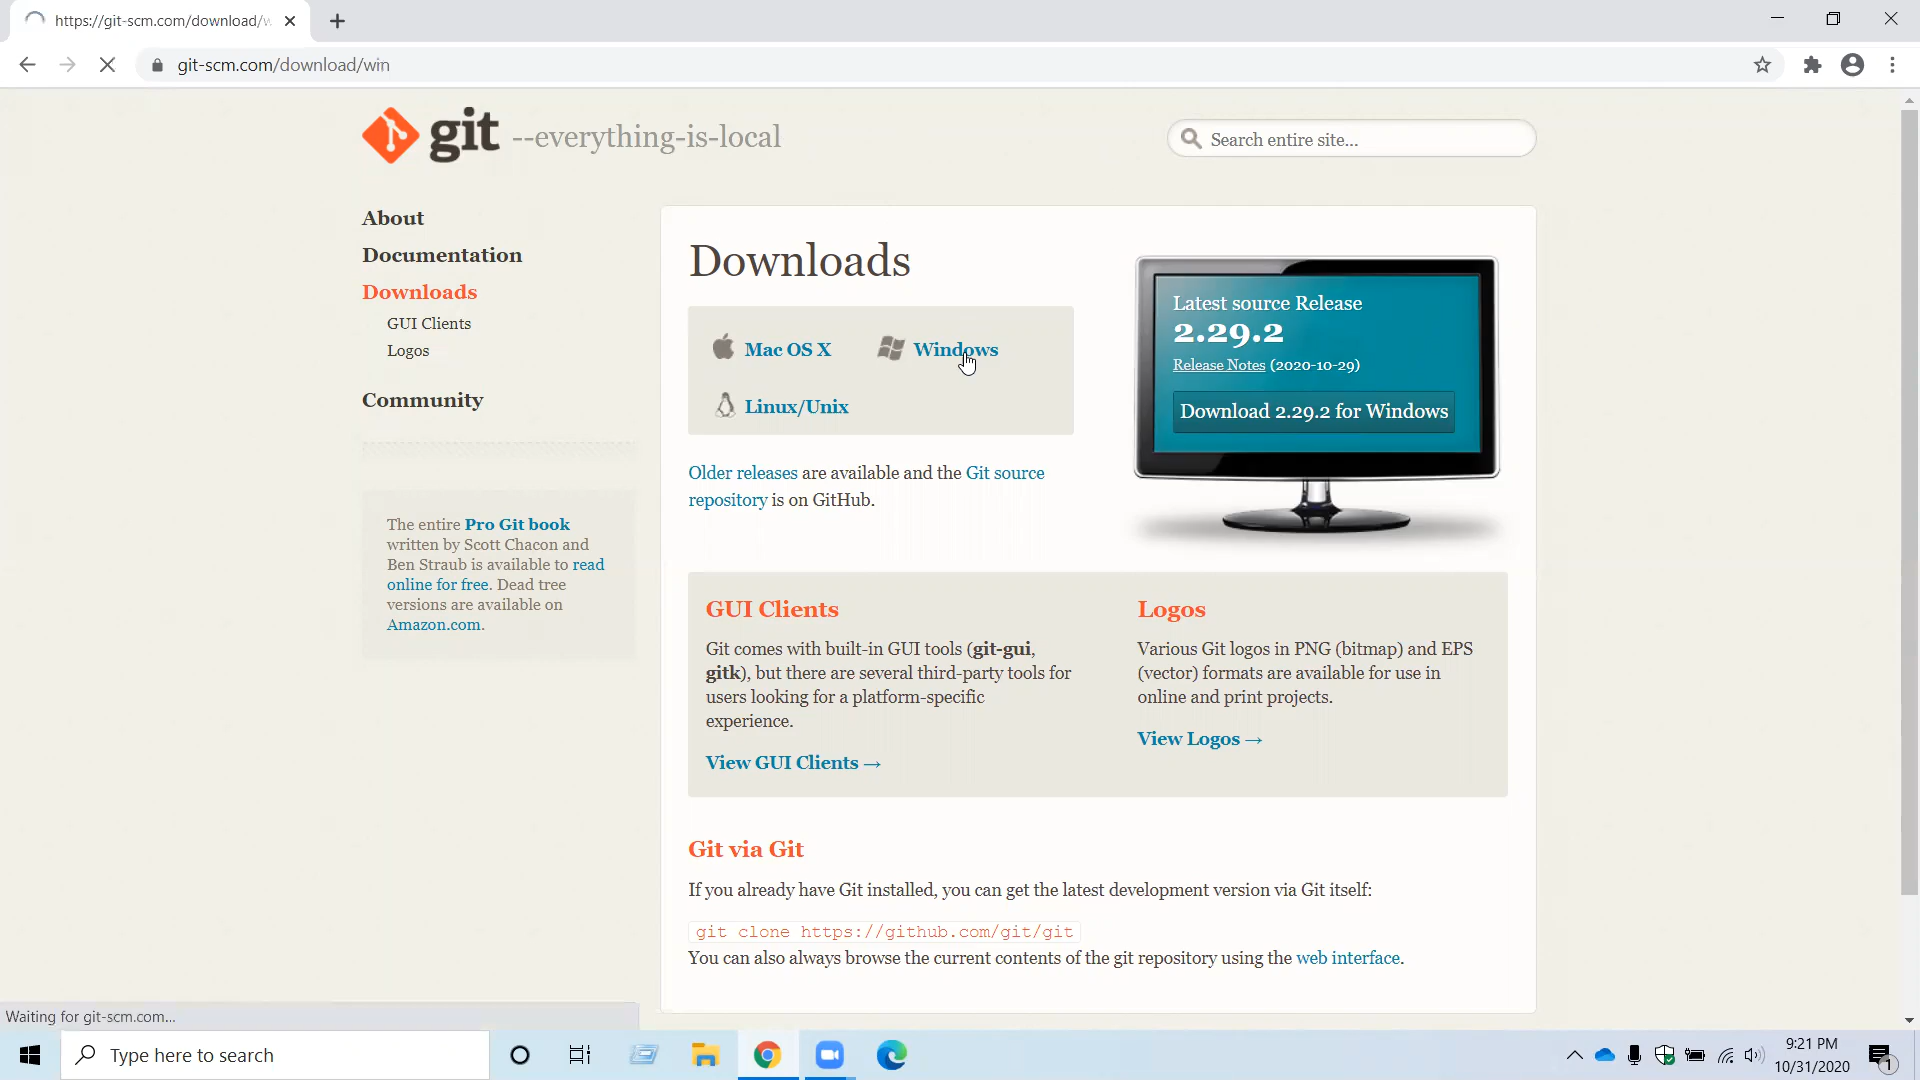 https://git-scm.com/download/w
git-scm.com/download/win
git --everything-is-local
Search entire site...
About
Documentation
Downloads
GUI Clients
Logos
Community
The entire Pro Git book
written by Scott Chacon and
Ben Straub is available to read
online for free. Dead tree
versions are available on
Amazon.com.
Downloads
Mac OS X
Windows
Linux/Unix
Older releases are available and the Git source
repository is on GitHub.
Latest source Release
2.29.2
Release Notes (2020-10-29)
Download 2.29.2 for Windows
GUI Clients
Git comes with built-in GUI tools (git-gui,
gitk), but there are several third-party tools for
users looking for a platform-specific
experience.
View GUI Clients →
Logos
Various Git logos in PNG (bitmap) and EPS
(vector) formats are available for use in
online and print projects.
View Logos →
Git via Git
If you already have Git installed, you can get the latest development version via Git itself:
git clone https://github.com/git/git
You can also always browse the current contents of the git repository using the web interface.
Waiting for git-scm.com...
Type here to search
9:21 PM
10/31/2020
1